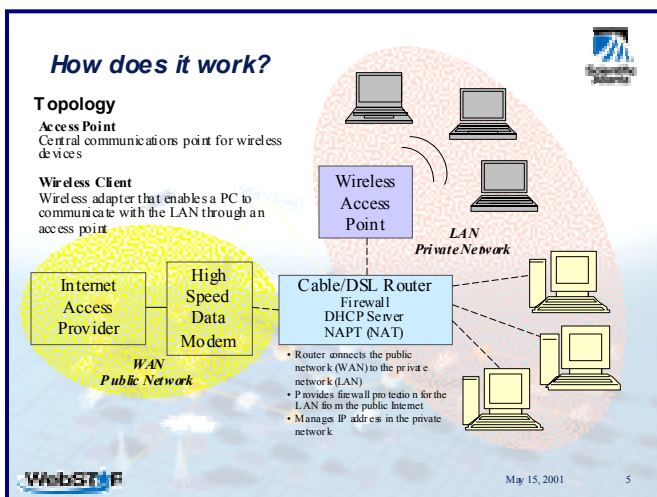 How does it work?
Scientific
Atlanta
Topology
Access Point
Central communications point for wireless
devices
Wireless Client
Wireless adapter that enables a PC to
communicate with the LAN through an
access point
Wireless
Access
Point
LAN
Private Network
Internet
Access
Provider
High
Speed
Data
Modem
WAN
Public Network
Cable/DSL Router
Firewall
DHCP Server
NAPT (NAT)
• Router connects the public
network (WAN) to the private
network (LAN)
• Provides firewall protection for the
LAN from the public Internet
• Manages IP address in the private
network
WebSTAR
May 15, 2001
5